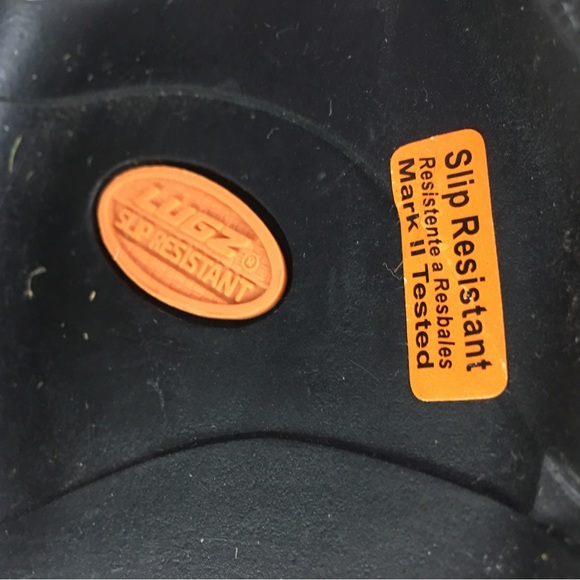 LUGZ®
SLIP RESISTANT
Slip Resistant
Resistente a Resbales
Mark II Tested